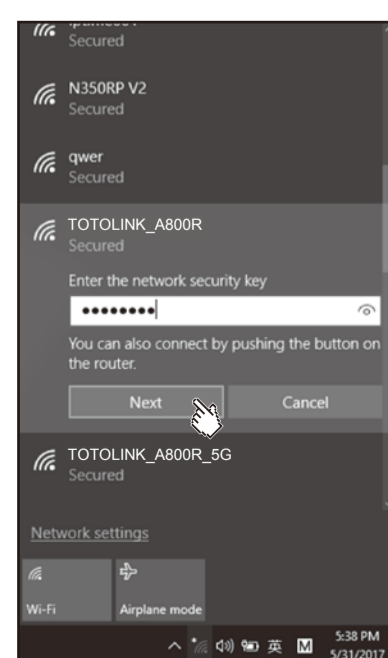 Secured
N350RP V2
Secured
qwer
Secured
TOTOLINK_A800R
Secured
Enter the network security key
You can also connect by pushing the button on
the router.
Next Cancel
TOTOLINK_A800R_5G
Secured
Network settings
Wi-Fi Airplane mode
英 M 5:38 PM
5/31/2017